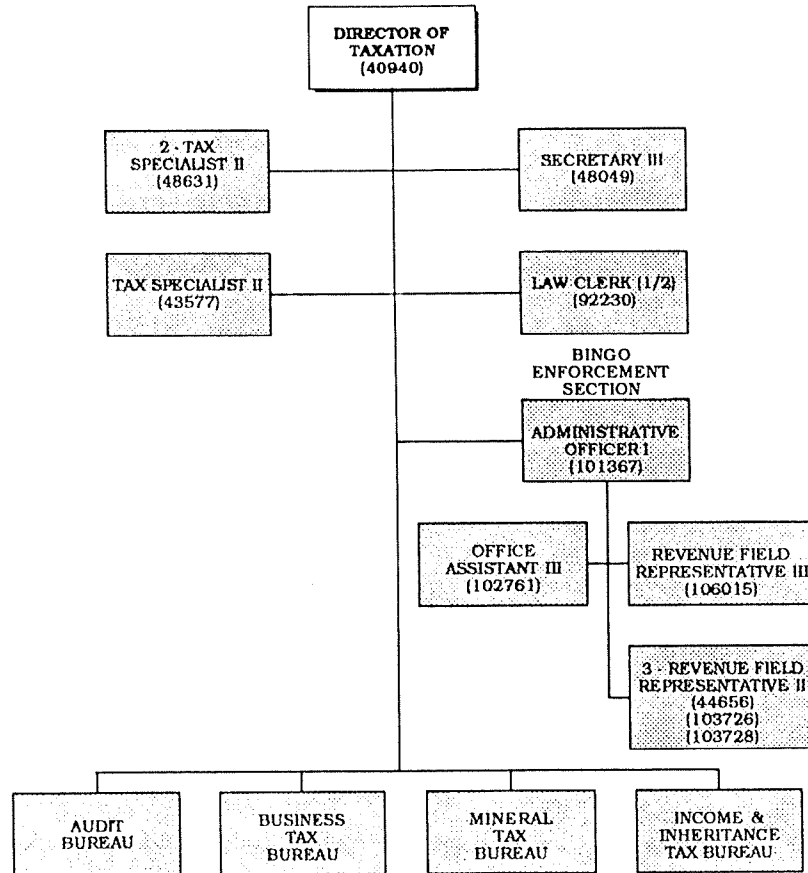 DIRECTOR OF
TAXATION
(40940)
2 - TAX
SPECIALIST II
(48631)
SECRETARY III
(48049)
TAX SPECIALIST II
(43577)
LAW CLERK (1/2)
(92230)
BINGO
ENFORCEMENT
SECTION
ADMINISTRATIVE
OFFICER I
(101367)
OFFICE
ASSISTANT III
(102761)
REVENUE FIELD
REPRESENTATIVE III
(106015)
3 - REVENUE FIELD
REPRESENTATIVE II
(44656)
(103726)
(103728)
AUDIT
BUREAU
BUSINESS
TAX
BUREAU
MINERAL
TAX
BUREAU
INCOME &
INHERITANCE
TAX BUREAU